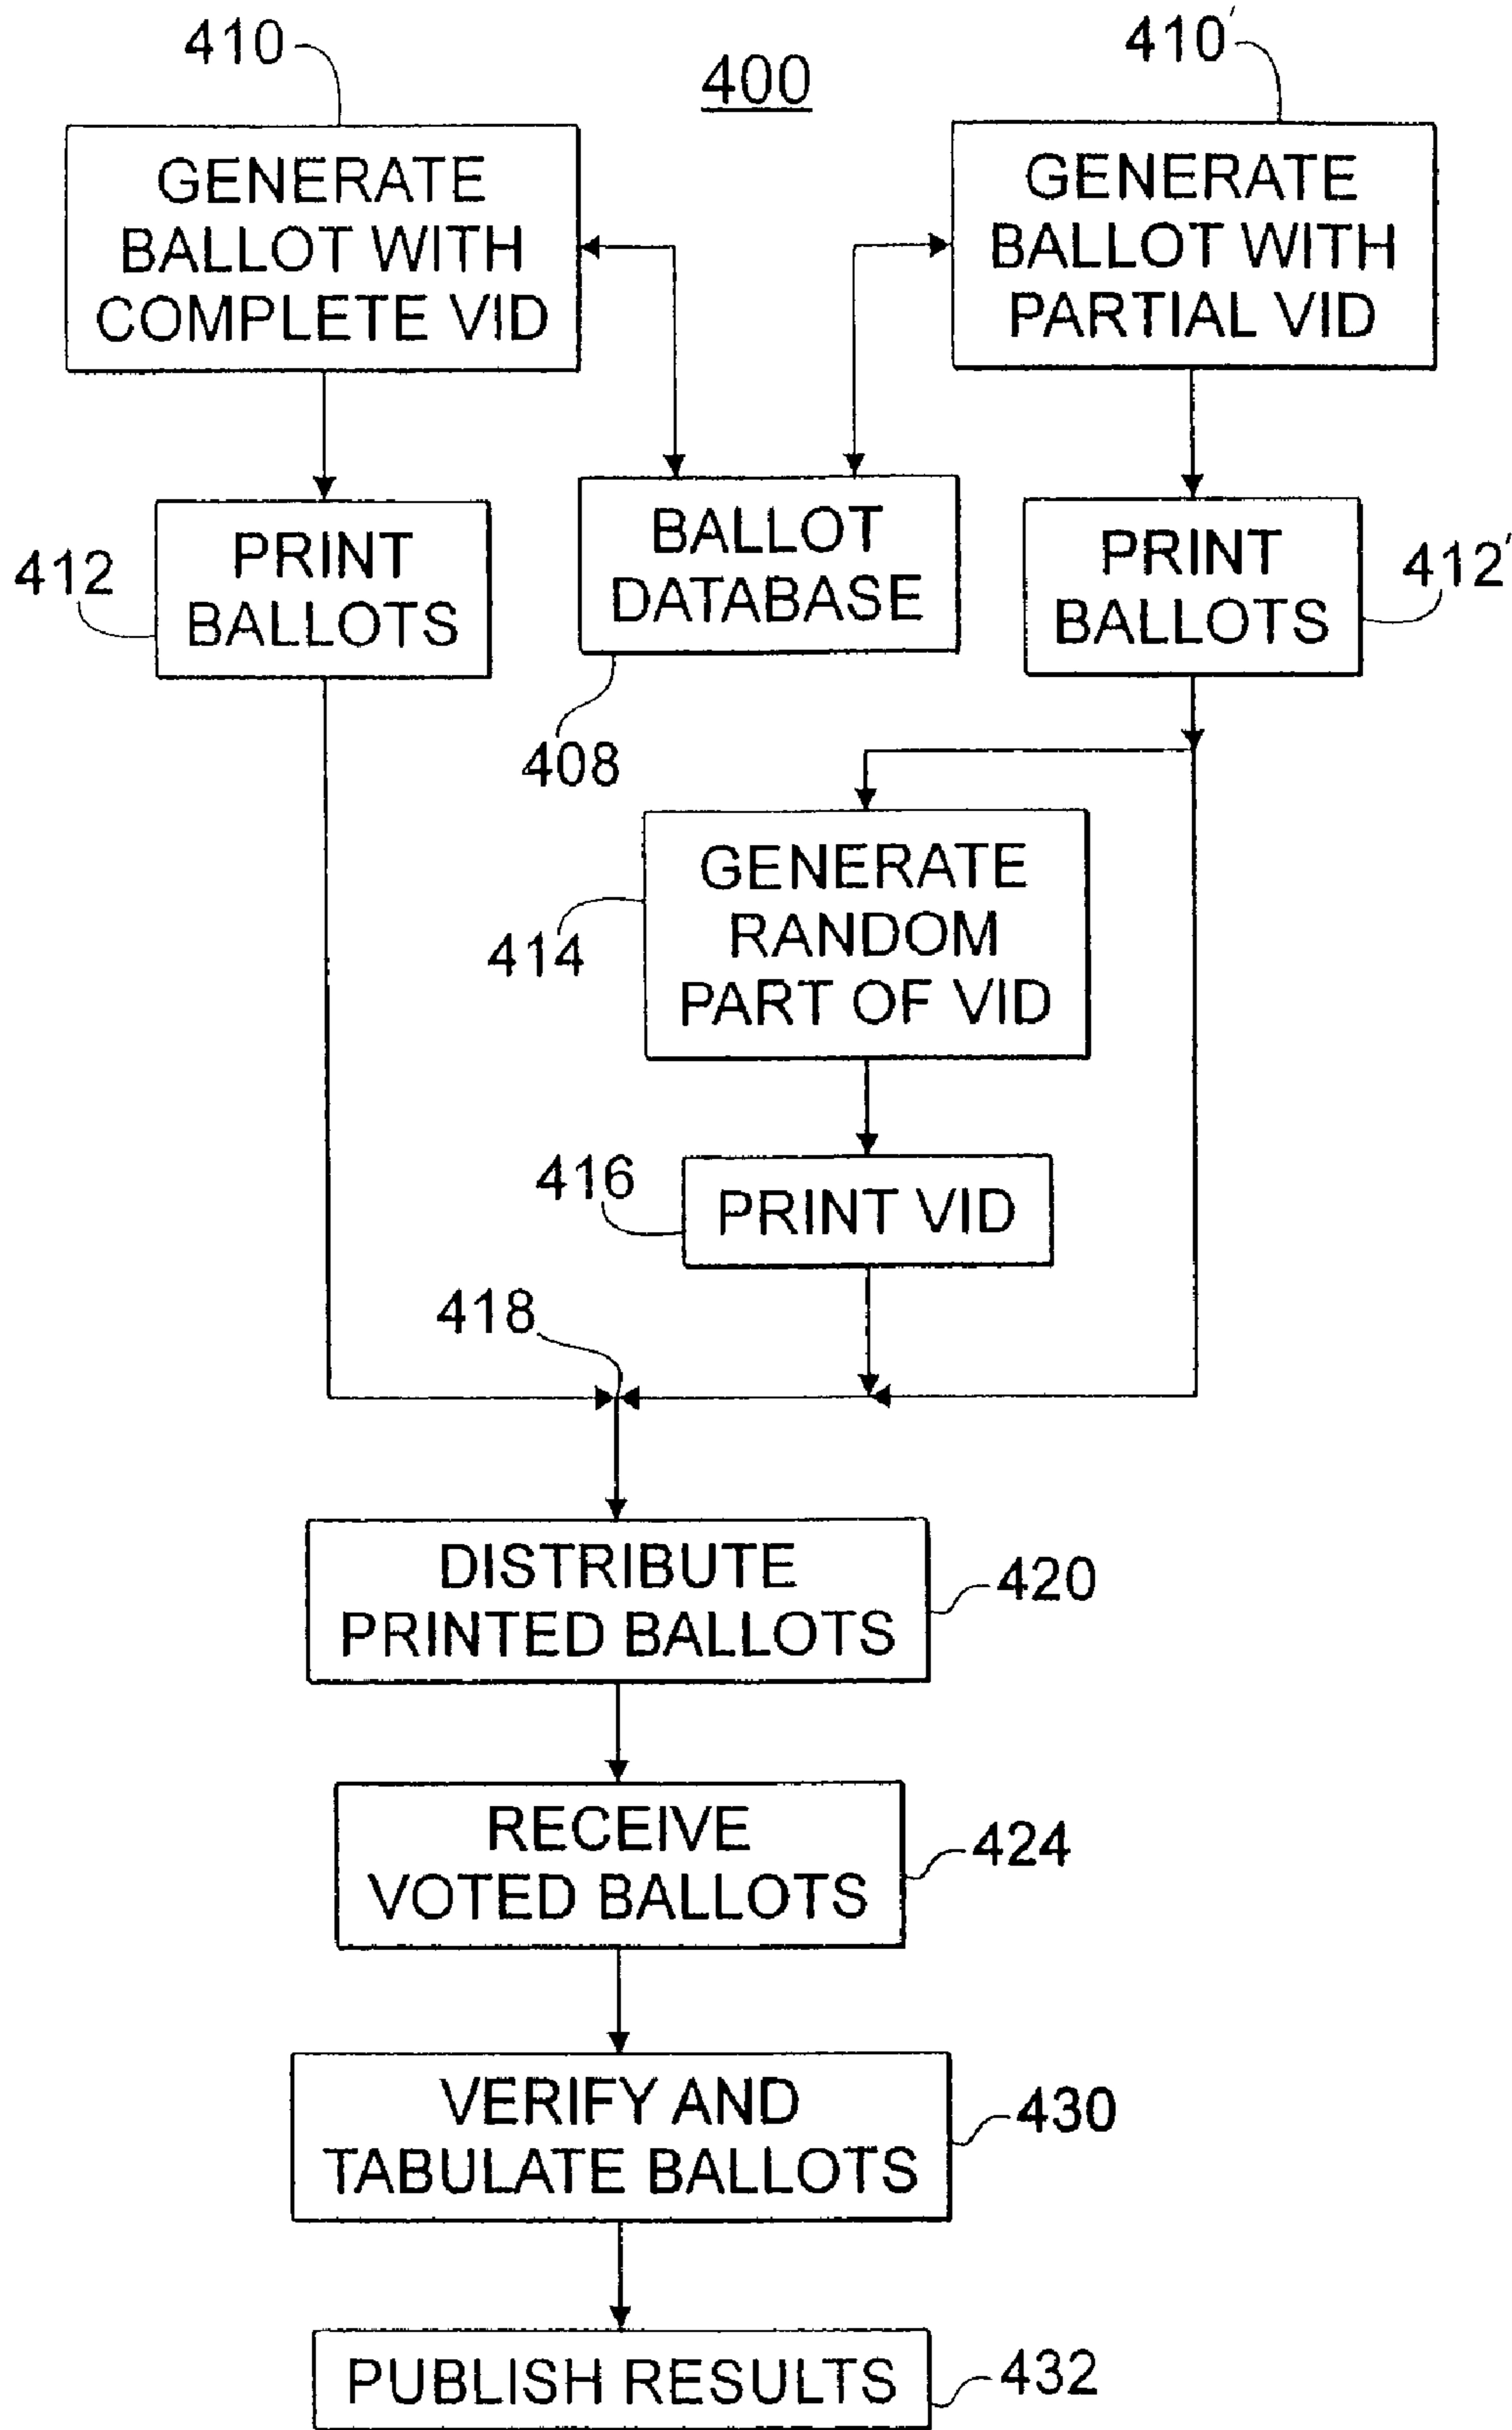 410
400
410'
GENERATE
BALLOT WITH
COMPLETE VID
GENERATE
BALLOT WITH
PARTIAL VID
412
PRINT
BALLOTS
BALLOT
DATABASE
PRINT
BALLOTS
412'
408
GENERATE
RANDOM
PART OF VID
414
416
PRINT VID
418
DISTRIBUTE
PRINTED BALLOTS
420
RECEIVE
VOTED BALLOTS
424
VERIFY AND
TABULATE BALLOTS
430
PUBLISH RESULTS
432